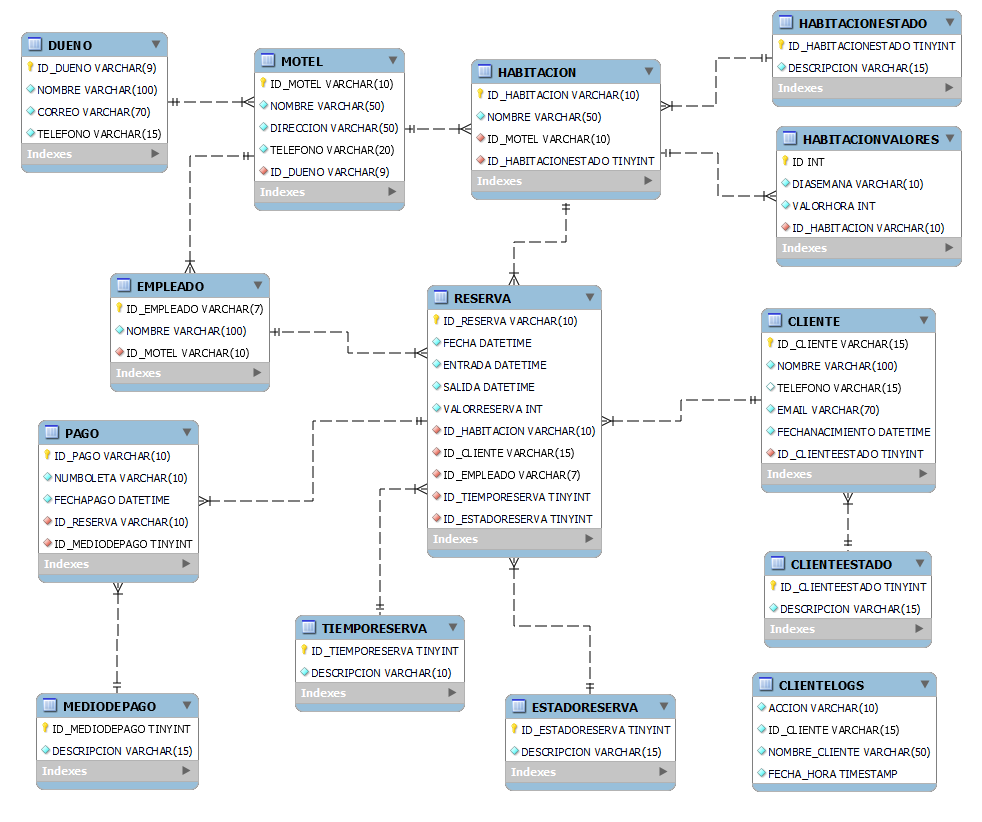 DUENO
ID_DUENO VARCHAR(9)
NOMBRE VARCHAR(100)
CORREO VARCHAR(70)
TELEFONO VARCHAR(15)
Indexes
MOTEL
ID_MOTEL VARCHAR(10)
NOMBRE VARCHAR(50)
DIRECCION VARCHAR(50)
TELEFONO VARCHAR(20)
ID_DUENO VARCHAR(9)
Indexes
HABITACION
ID_HABITACION VARCHAR(10)
NOMBRE VARCHAR(50)
ID_MOTEL VARCHAR(10)
ID_HABITACIONESTADO TINYINT
Indexes
HABITACIONESTADO
ID_HABITACIONESTADO TINYINT
DESCRIPCION VARCHAR(15)
Indexes
HABITACIONVALORES
ID INT
DIASEMANA VARCHAR(10)
VALORHORA INT
ID_HABITACION VARCHAR(10)
Indexes
EMPLEADO
ID_EMPLEADO VARCHAR(7)
NOMBRE VARCHAR(100)
ID_MOTEL VARCHAR(10)
Indexes
RESERVA
ID_RESERVA VARCHAR(10)
FECHA DATETIME
ENTRADA DATETIME
SALIDA DATETIME
VALORRESERVA INT
ID_HABITACION VARCHAR(10)
ID_CLIENTE VARCHAR(15)
ID_EMPLEADO VARCHAR(7)
ID_TIEMPORESERVA TINYINT
ID_ESTADORESERVA TINYINT
Indexes
CLIENTE
ID_CLIENTE VARCHAR(15)
NOMBRE VARCHAR(100)
TELEFONO VARCHAR(15)
EMAIL VARCHAR(70)
FECHANACIMIENTO DATETIME
ID_CLIENTEESTADO TINYINT
Indexes
PAGO
ID_PAGO VARCHAR(10)
NUMBOLETA VARCHAR(10)
FECHAPAGO DATETIME
ID_RESERVA VARCHAR(10)
ID_MEDIODEPAGO TINYINT
Indexes
CLIENTEESTADO
ID_CLIENTEESTADO TINYINT
DESCRIPCION VARCHAR(15)
Indexes
TIEMPORESERVA
ID_TIEMPORESERVA TINYINT
DESCRIPCION VARCHAR(10)
Indexes
MEDIODEPAGO
ID_MEDIODEPAGO TINYINT
DESCRIPCION VARCHAR(15)
Indexes
ESTADORESERVA
ID_ESTADORESERVA TINYINT
DESCRIPCION VARCHAR(15)
Indexes
CLIENTELOGS
ACCION VARCHAR(10)
ID_CLIENTE VARCHAR(15)
NOMBRE_CLIENTE VARCHAR(50)
FECHA_HORA TIMESTAMP